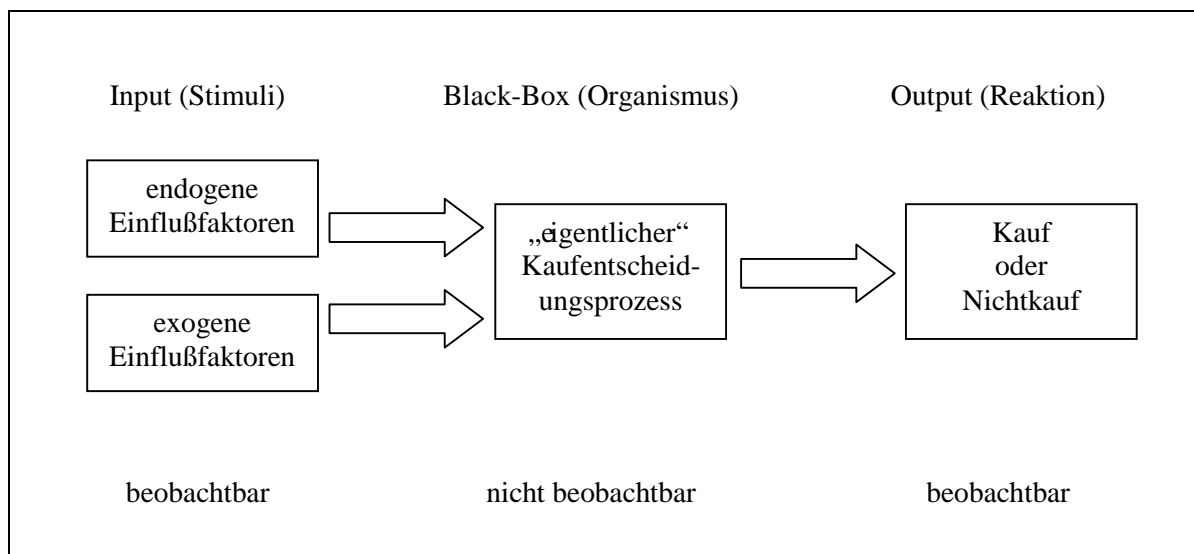 Input (Stimuli)
Black-Box (Organismus)
Output (Reaktion)
endogene
Einflußfaktoren
exogene
Einflußfaktoren
„eigentlicher“
Kaufentscheid-
ungsprozess
Kauf
oder
Nichtkauf
beobachtbar
nicht beobachtbar
beobachtbar